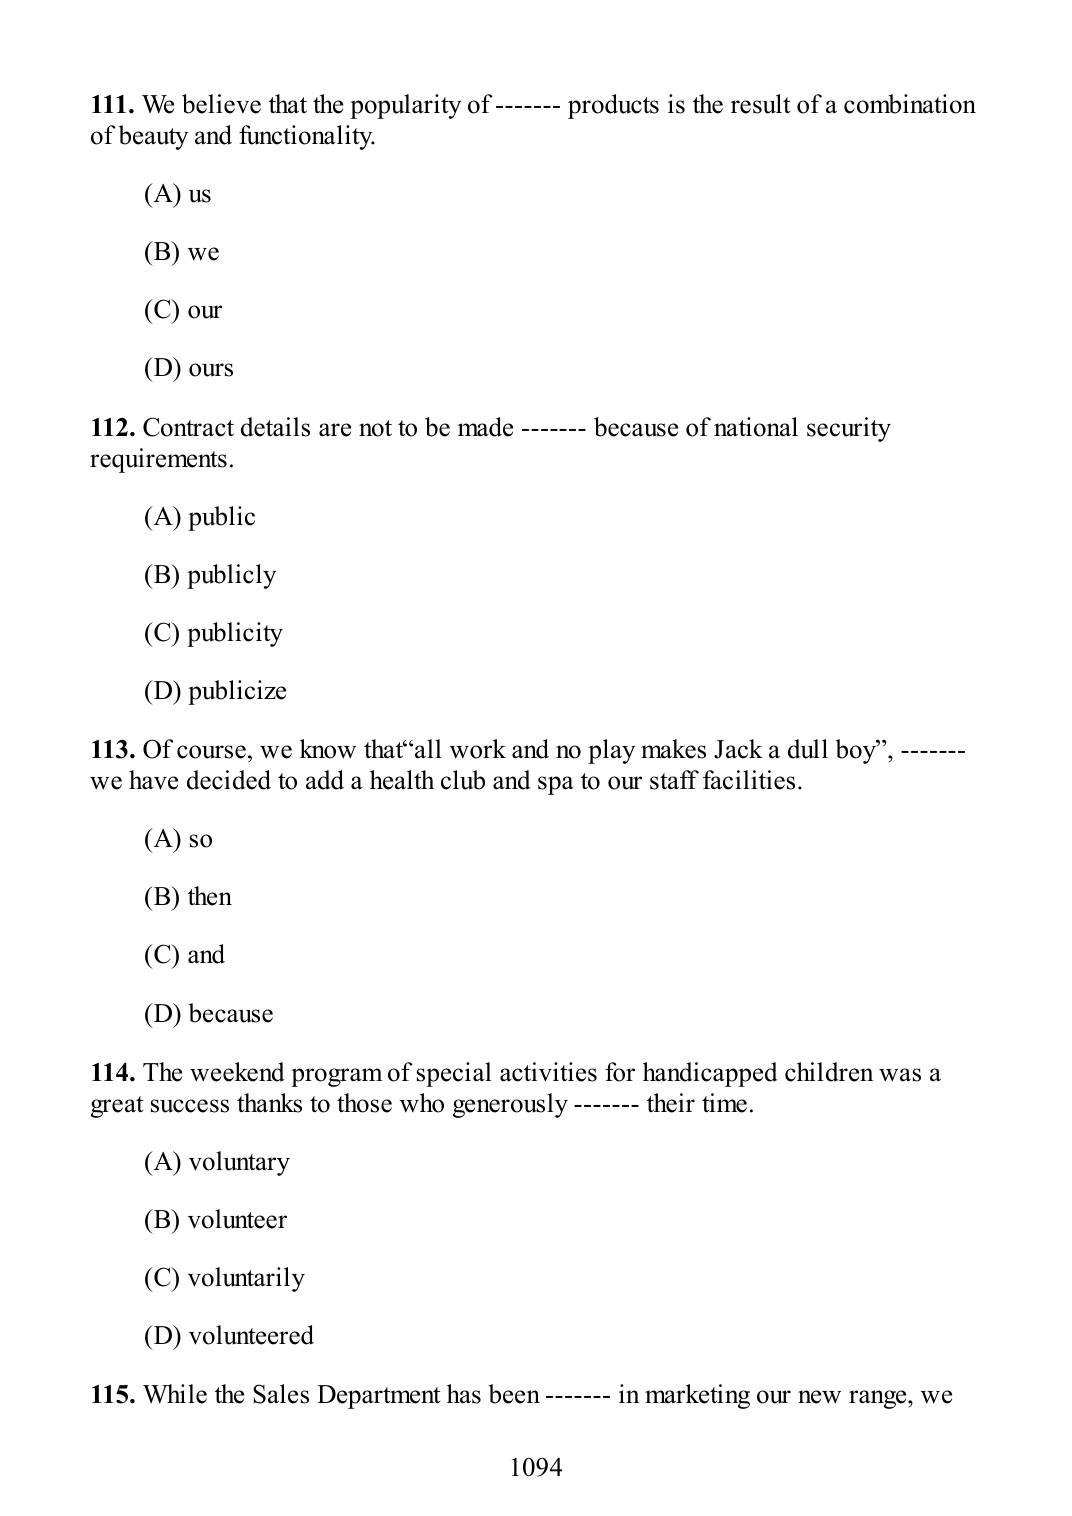 111. We believe that the popularity of ------- products is the result of a combination
of beauty and functionality.
(A) us
(B) we
(C) our
(D) ours
112. Contract details are not to be made ------- because of national security
requirements.
(A) public
(B) publicly
(C) publicity
(D) publicize
113. Of course, we know that“all work and no play makes Jack a dull boy”, -------
we have decided to add a health club and spa to our staff facilities.
(A) so
(B) then
(C) and
(D) because
114. The weekend program of special activities for handicapped children was a
great success thanks to those who generously ------- their time.
(A) voluntary
(B) volunteer
(C) voluntarily
(D) volunteered
115. While the Sales Department has been ------- in marketing our new range, we
1094